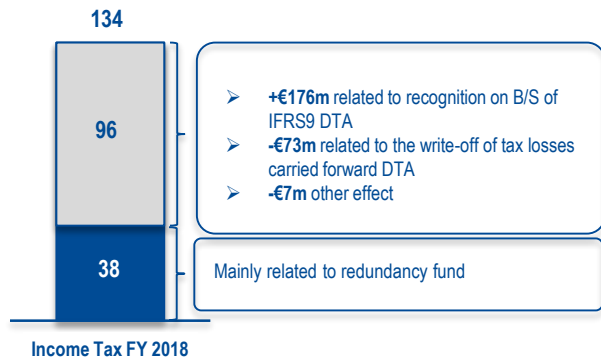 134
96
➢ +€176m related to recognition on B/S of
IFRS9 DTA
➢ -€73m related to the write-off of tax losses
carried forward DTA
➢ -€7m other effect
38
Mainly related to redundancy fund
Income Tax FY 2018